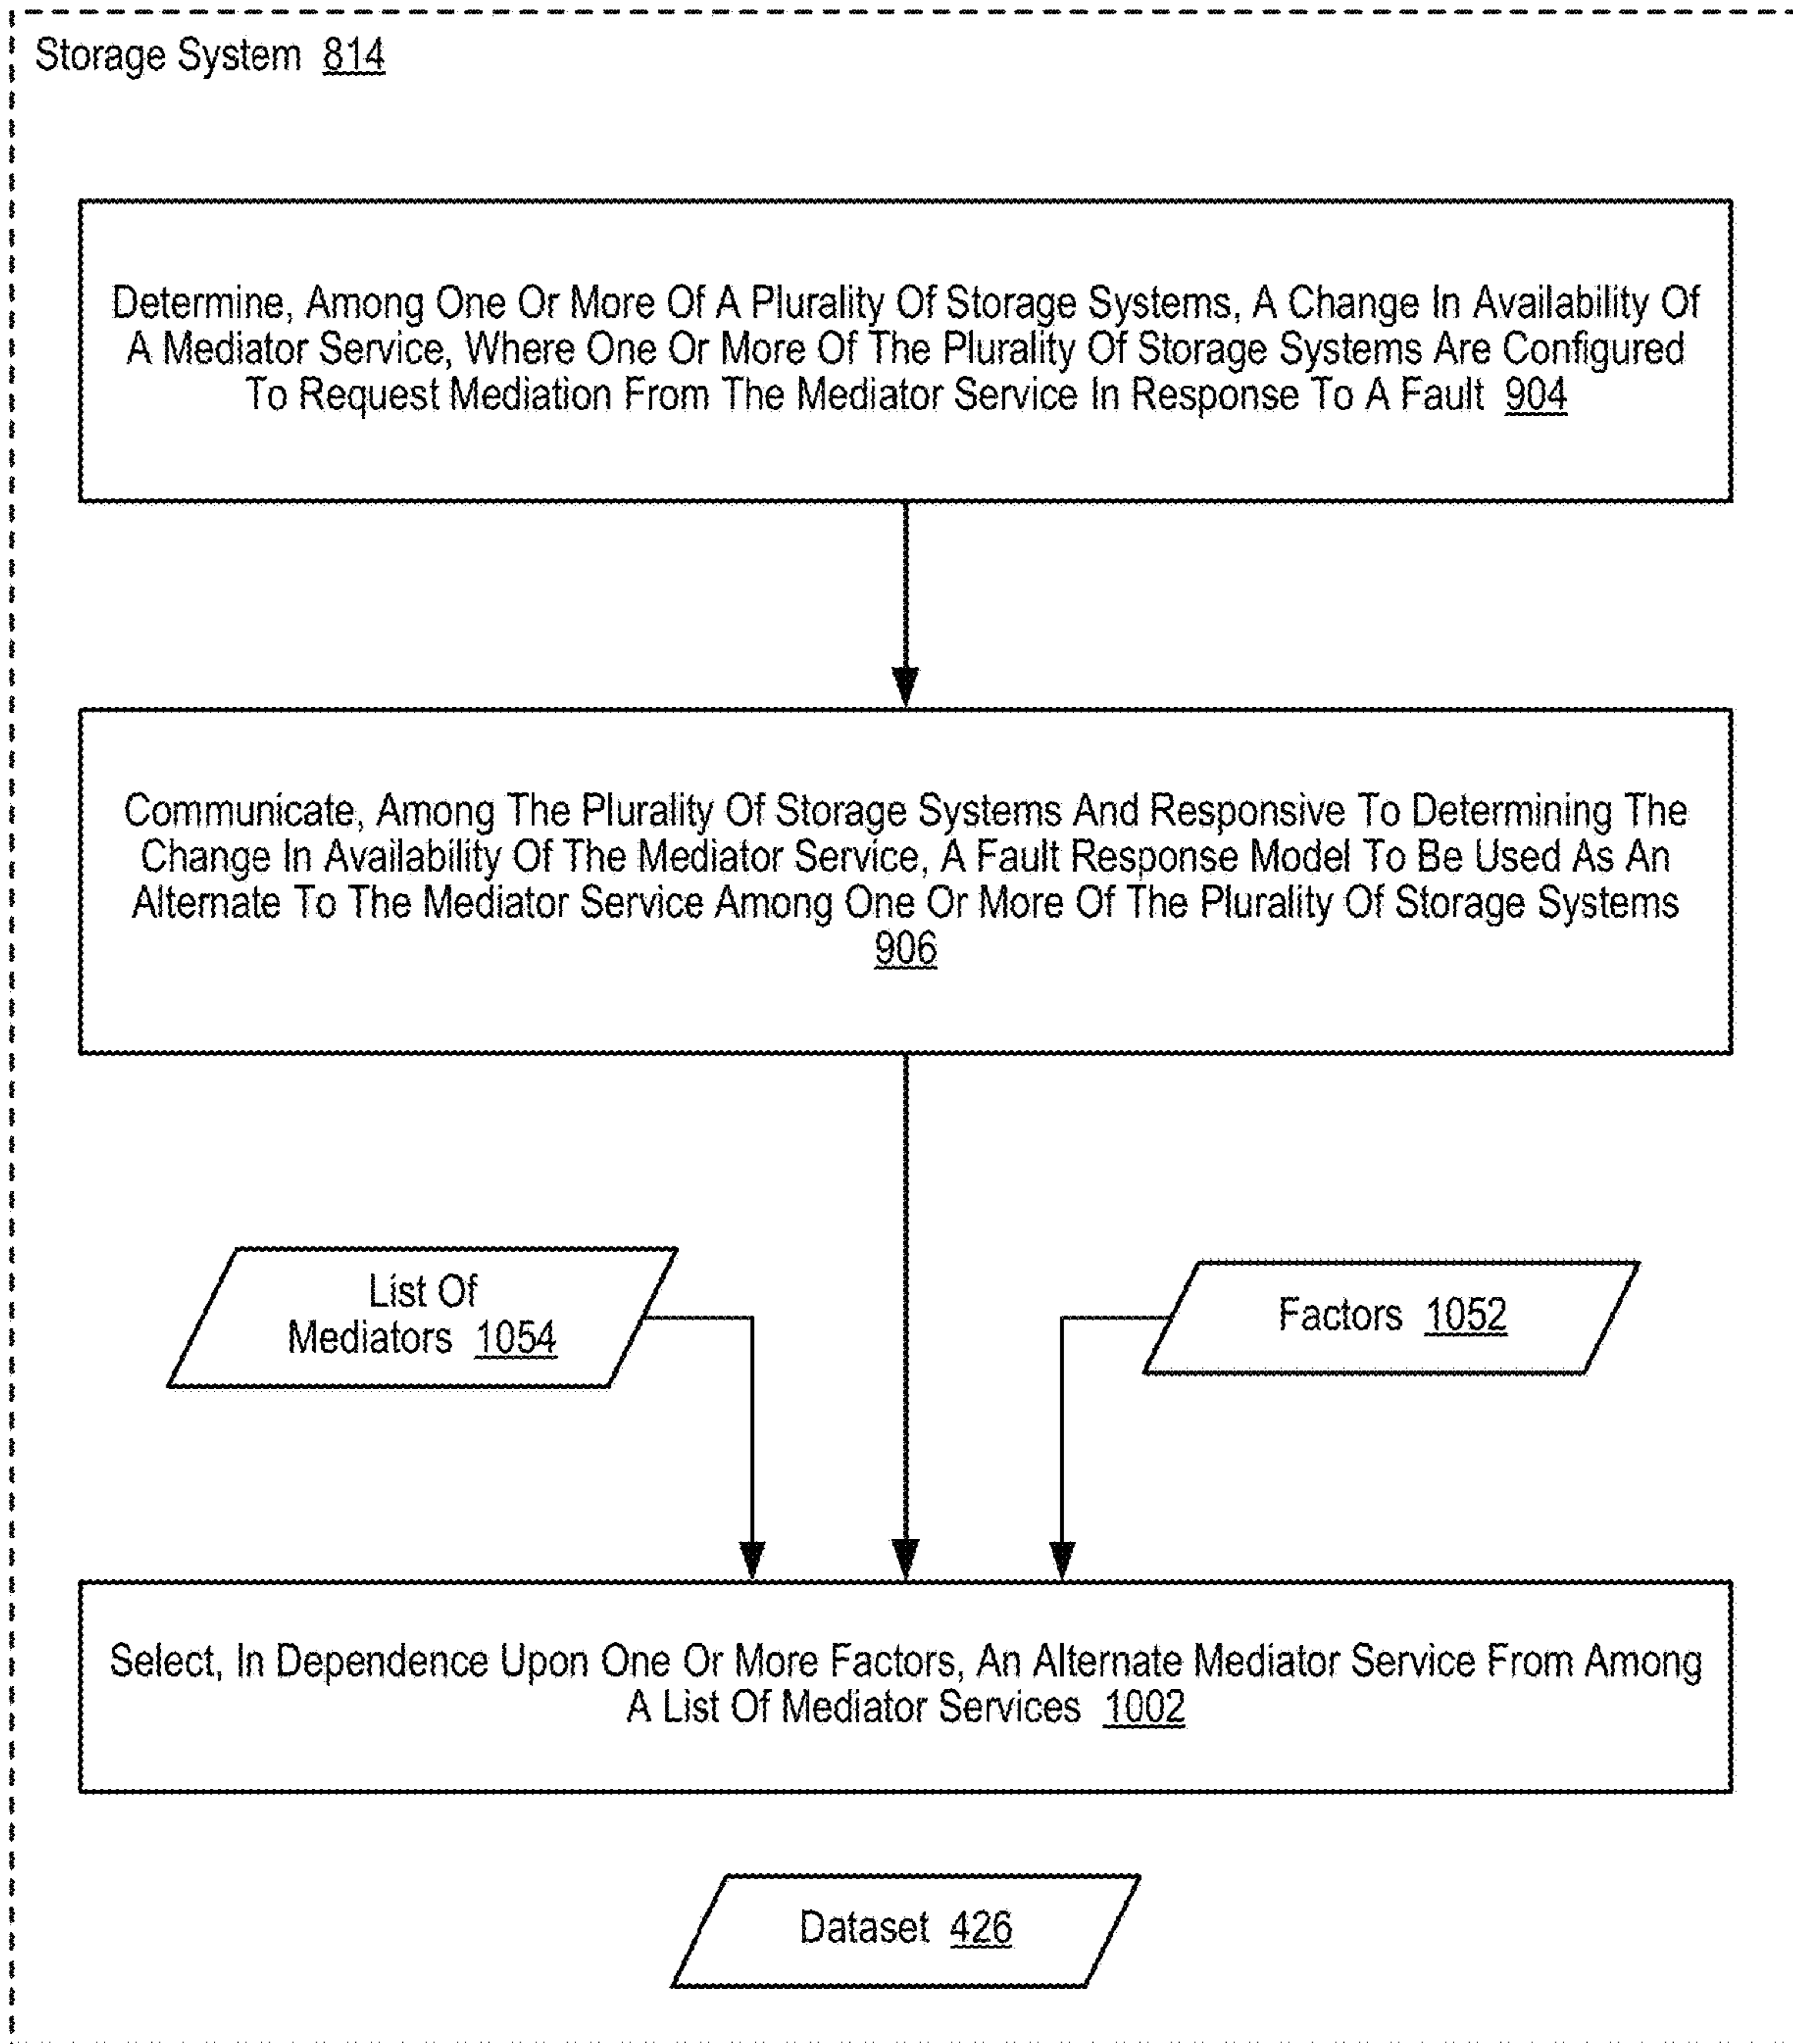 Storage System 814
Determine, Among One Or More Of A Plurality Of Storage Systems, A Change In Availability Of
A Mediator Service, Where One Or More Of The Plurality Of Storage Systems Are Configured
To Request Mediation From The Mediator Service In Response To A Fault 904
Communicate, Among The Plurality Of Storage Systems And Responsive To Determining The
Change In Availability Of The Mediator Service, A Fault Response Model To Be Used As An
Alternate To The Mediator Service Among One Or More Of The Plurality Of Storage Systems
906
List Of
Mediators 1054
Factors 1052
Select, In Dependence Upon One Or More Factors, An Alternate Mediator Service From Among
A List Of Mediator Services 1002
Dataset 426